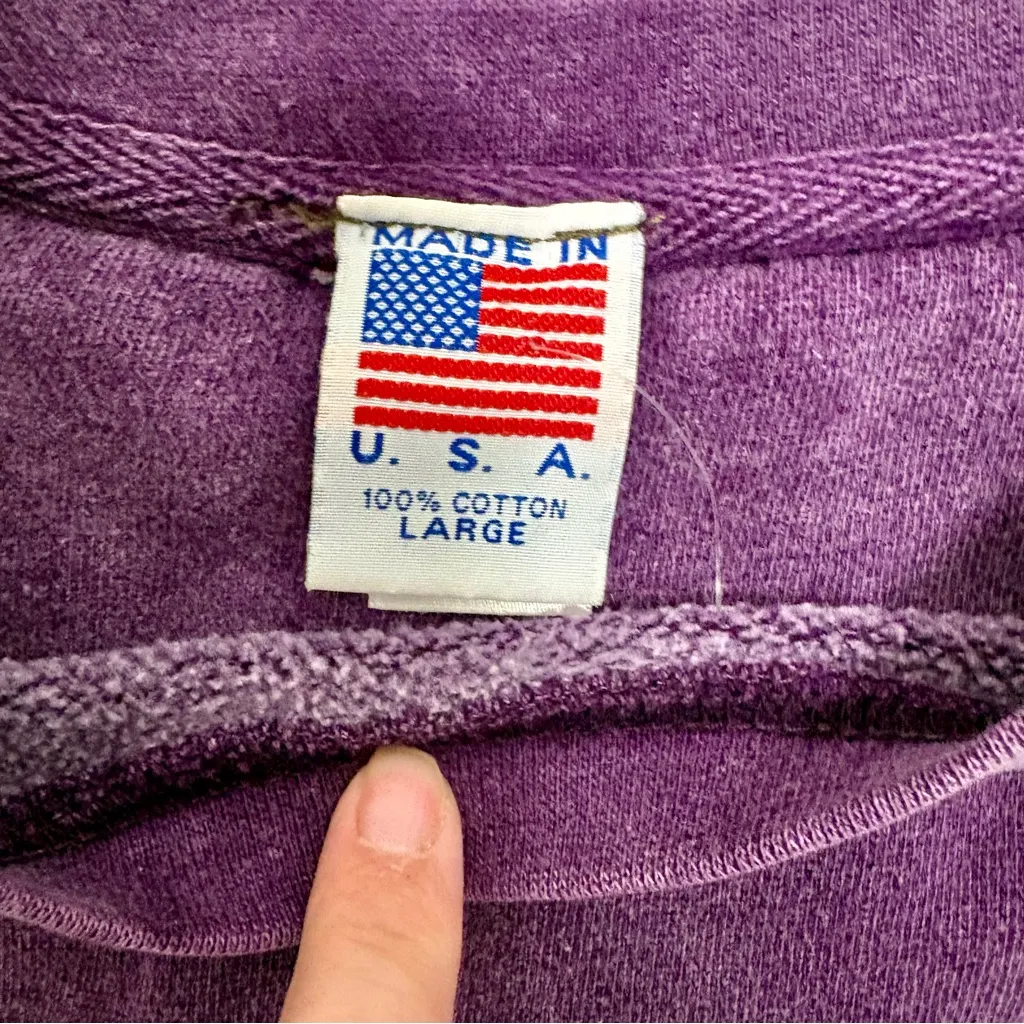 MADE IN
U. S. A.
100% COTTON
LARGE